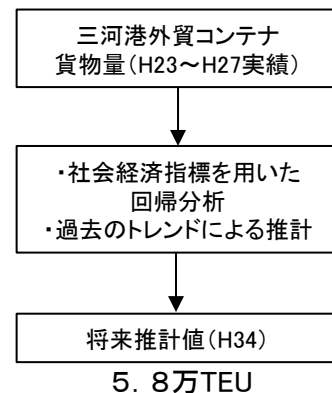 三河港外貿コンテナ
貨物量(H23～H27実績)
・社会経済指標を用いた
回帰分析
・過去のトレンドによる推計
将来推計値(H34)
５．８万TEU